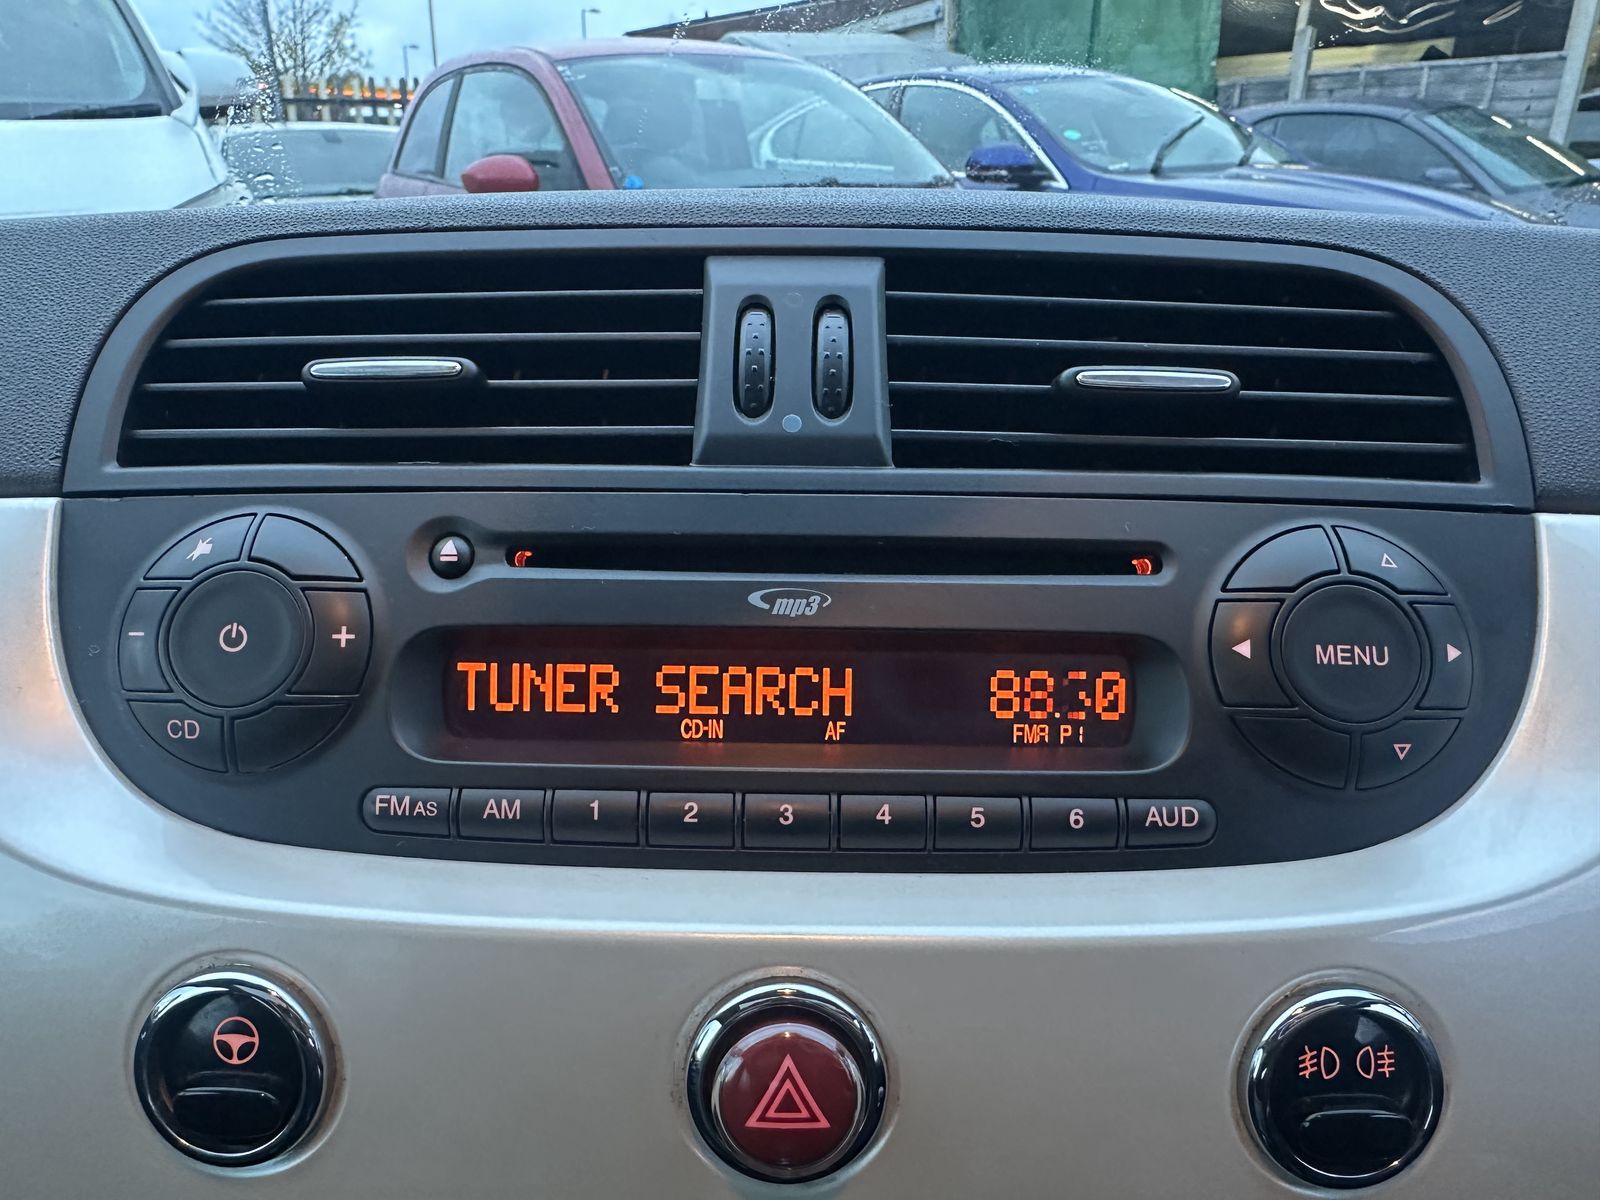 mp3
TUNER SEARCH 88.30
CD-IN AF FMA P1
MENU
CD
FM AS AM 1 2 3 4 5 6 AUD